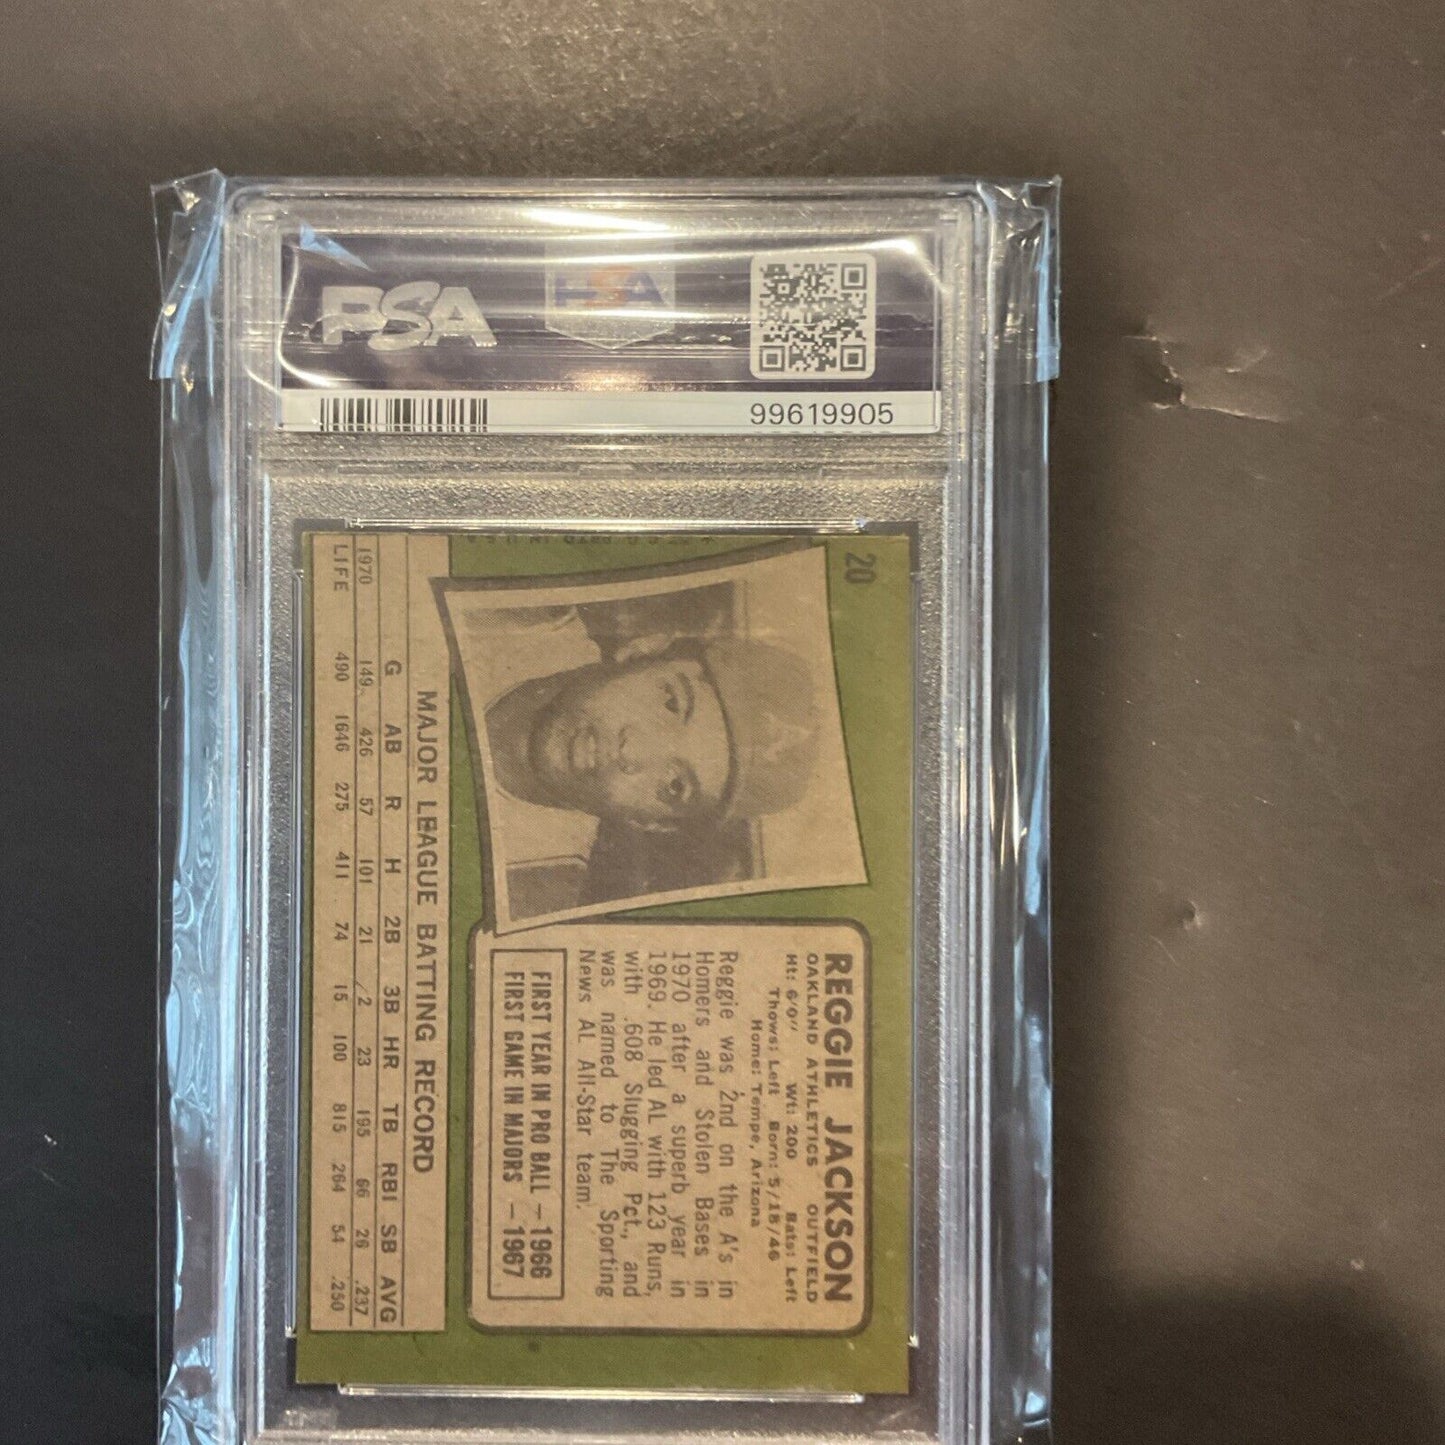 PSA
PSA
99619905
20
REGGIE JACKSON
OAKLAND ATHLETICS OUTFIELD
Ht: 6'0" Wt: 200 Bats: Left
Thows: Left Born: 5/18/46
Home: Tempe, Arizona
Reggie was 2nd on the A's in
Homers and Stolen Bases in
1970 after a superb year in
1969. He led AL with 123 Runs,
with .608 Slugging Pct., and
was named to The Sporting
News AL All-Star team.
FIRST YEAR IN PRO BALL — 1966
FIRST GAME IN MAJORS — 1967
MAJOR LEAGUE BATTING RECORD
G AB R H 2B 3B HR TB RBI SB AVG
1970 149 426 57 101 21 2 23 195 66 26 .237
LIFE 490 1646 275 411 74 15 100 815 264 54 .250